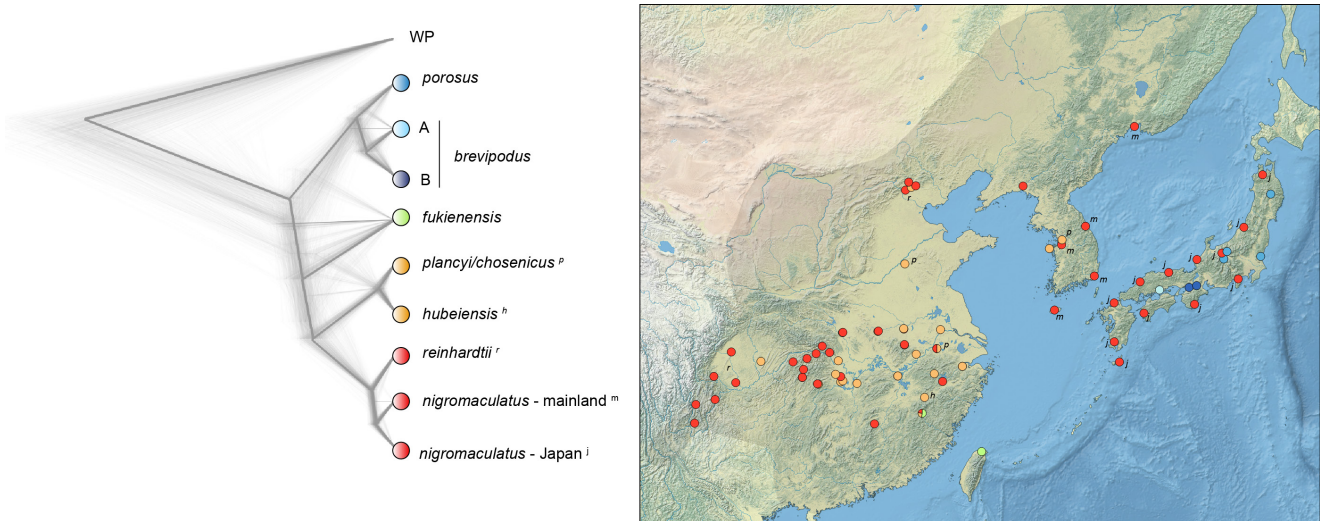 WP
porosus
A
brevipodus
B
fukienensis
plancyi/chosenicus p
hubeiensis h
reinhardtii r
nigromaculatus - mainland m
nigromaculatus - Japan j
m
j
r
m
p
j
p
m
j
j
j
j
j
m
j
j
j
p
j
r
j
h